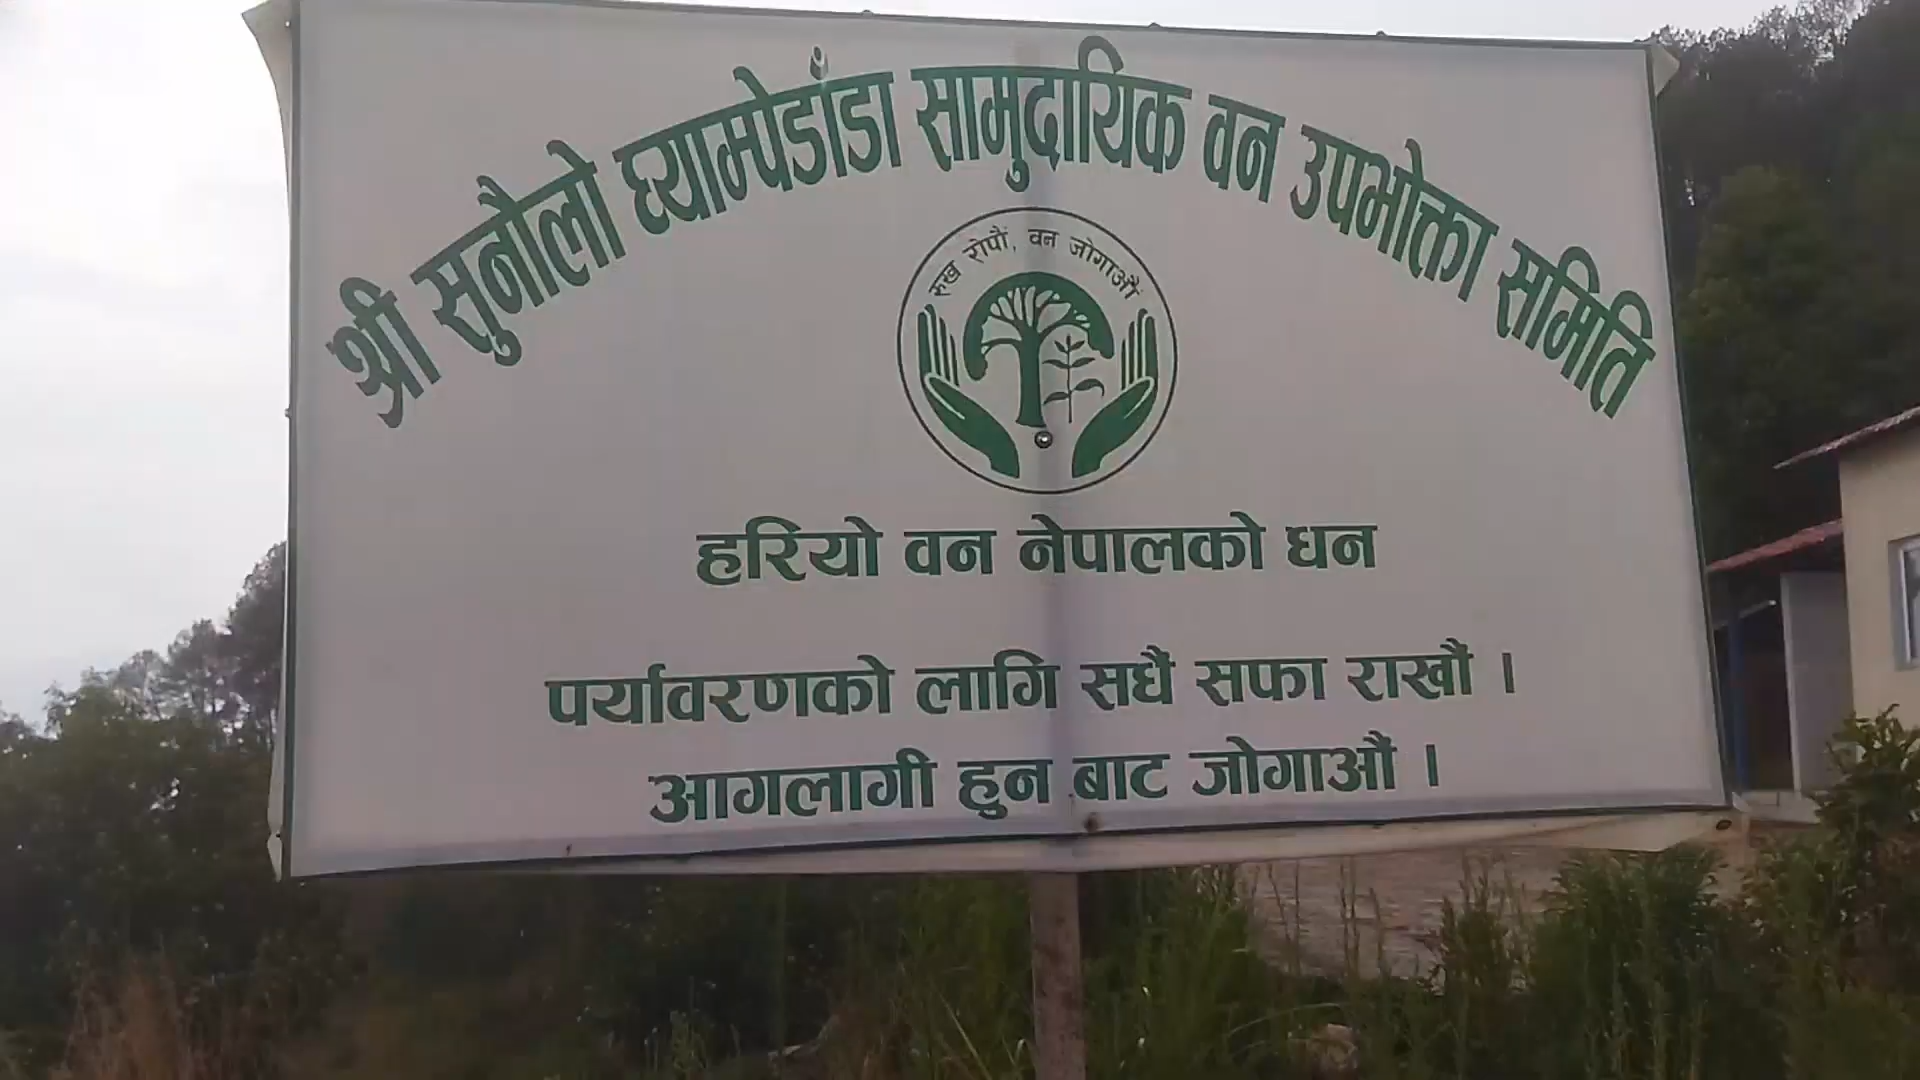 श्री सुनौलो घ्याम्पेडाँडा सामुदायिक वन उपभोक्ता समिति
रुख रोपौं, वन जोगाऔं
हरियो वन नेपालको धन
पर्यावरणको लागि सधैं सफा राखौं ।
आगलागी हुन बाट जोगाऔं ।